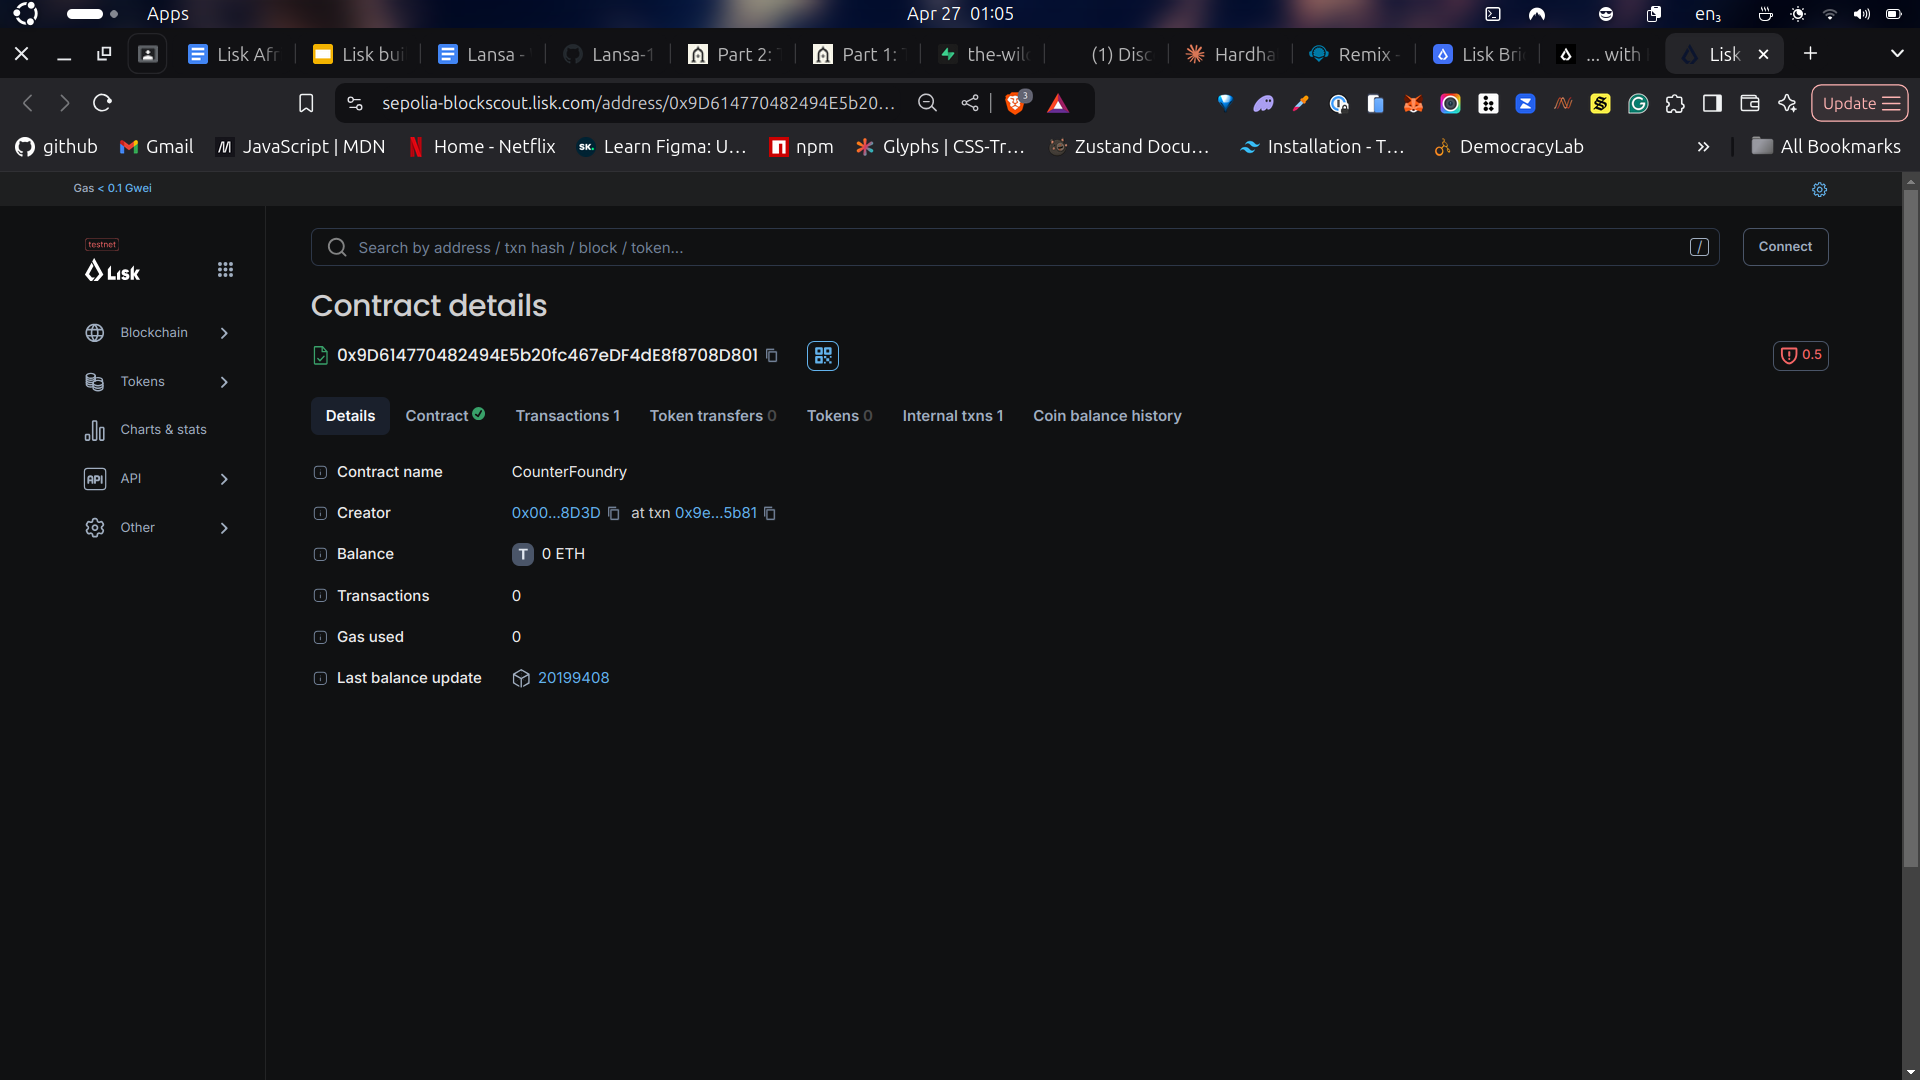 Apps
Apr 27 01:05
en₃
Lisk Afr
Lisk bui
Lansa -
Lansa-1
Part 2:
Part 1:
the-wil
(1) Disc
Hardha
Remix -
Lisk Bri
... with
Lisk
sepolia-blockscout.lisk.com/address/0x9D614770482494E5b20...
3
Update
github
Gmail
JavaScript | MDN
Home - Netflix
Learn Figma: U...
npm
Glyphs | CSS-Tr...
Zustand Docu...
Installation - T...
DemocracyLab
All Bookmarks
Gas < 0.1 Gwei
testnet
LISK
Search by address / txn hash / block / token...
/
Connect
Blockchain
Tokens
Charts & stats
API
Other
Contract details
0x9D614770482494E5b20fc467eDF4dE8f8708D801
0.5
Details
Contract
Transactions 1
Token transfers 0
Tokens 0
Internal txns 1
Coin balance history
Contract name CounterFoundry
Creator 0x00...8D3D at txn 0x9e...5b81
Balance T 0 ETH
Transactions 0
Gas used 0
Last balance update 20199408